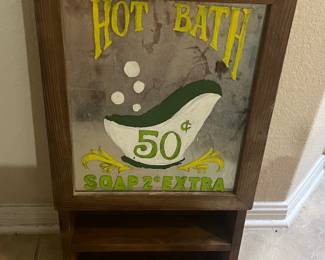 HOT BATH
50¢
SOAP 2¢ EXTRA